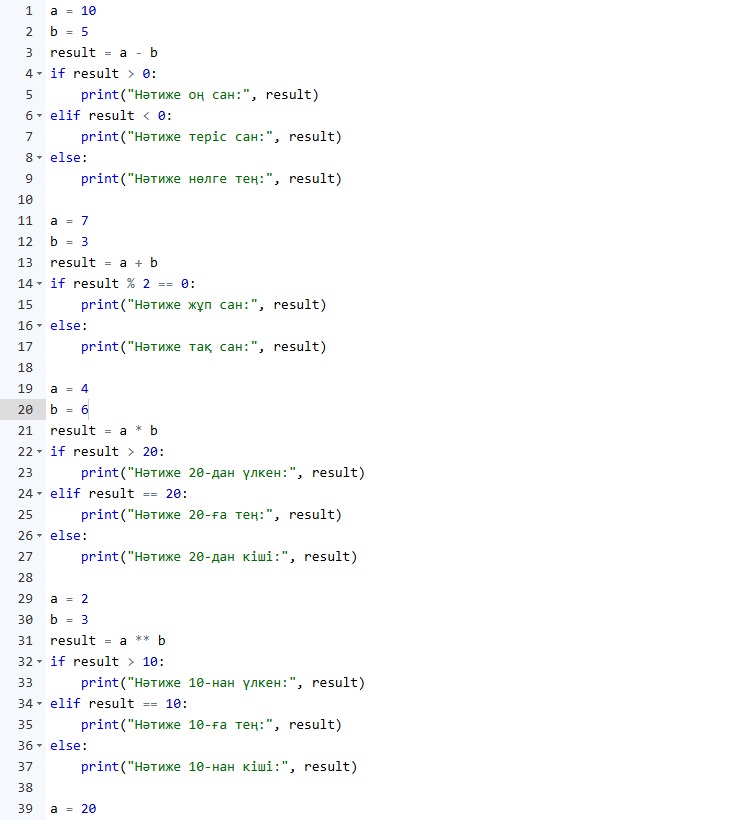 1 a = 10
2 b = 5
3 result = a - b
4 if result > 0:
5     print("Нәтиже оң сан:", result)
6 elif result < 0:
7     print("Нәтиже теріс сан:", result)
8 else:
9     print("Нәтиже нөлге тең:", result)
10
11 a = 7
12 b = 3
13 result = a + b
14 if result % 2 == 0:
15     print("Нәтиже жұп сан:", result)
16 else:
17     print("Нәтиже тақ сан:", result)
18
19 a = 4
20 b = 6
21 result = a * b
22 if result > 20:
23     print("Нәтиже 20-дан үлкен:", result)
24 elif result == 20:
25     print("Нәтиже 20-ға тең:", result)
26 else:
27     print("Нәтиже 20-дан кіші:", result)
28
29 a = 2
30 b = 3
31 result = a ** b
32 if result > 10:
33     print("Нәтиже 10-нан үлкен:", result)
34 elif result == 10:
35     print("Нәтиже 10-ға тең:", result)
36 else:
37     print("Нәтиже 10-нан кіші:", result)
38
39 a = 20